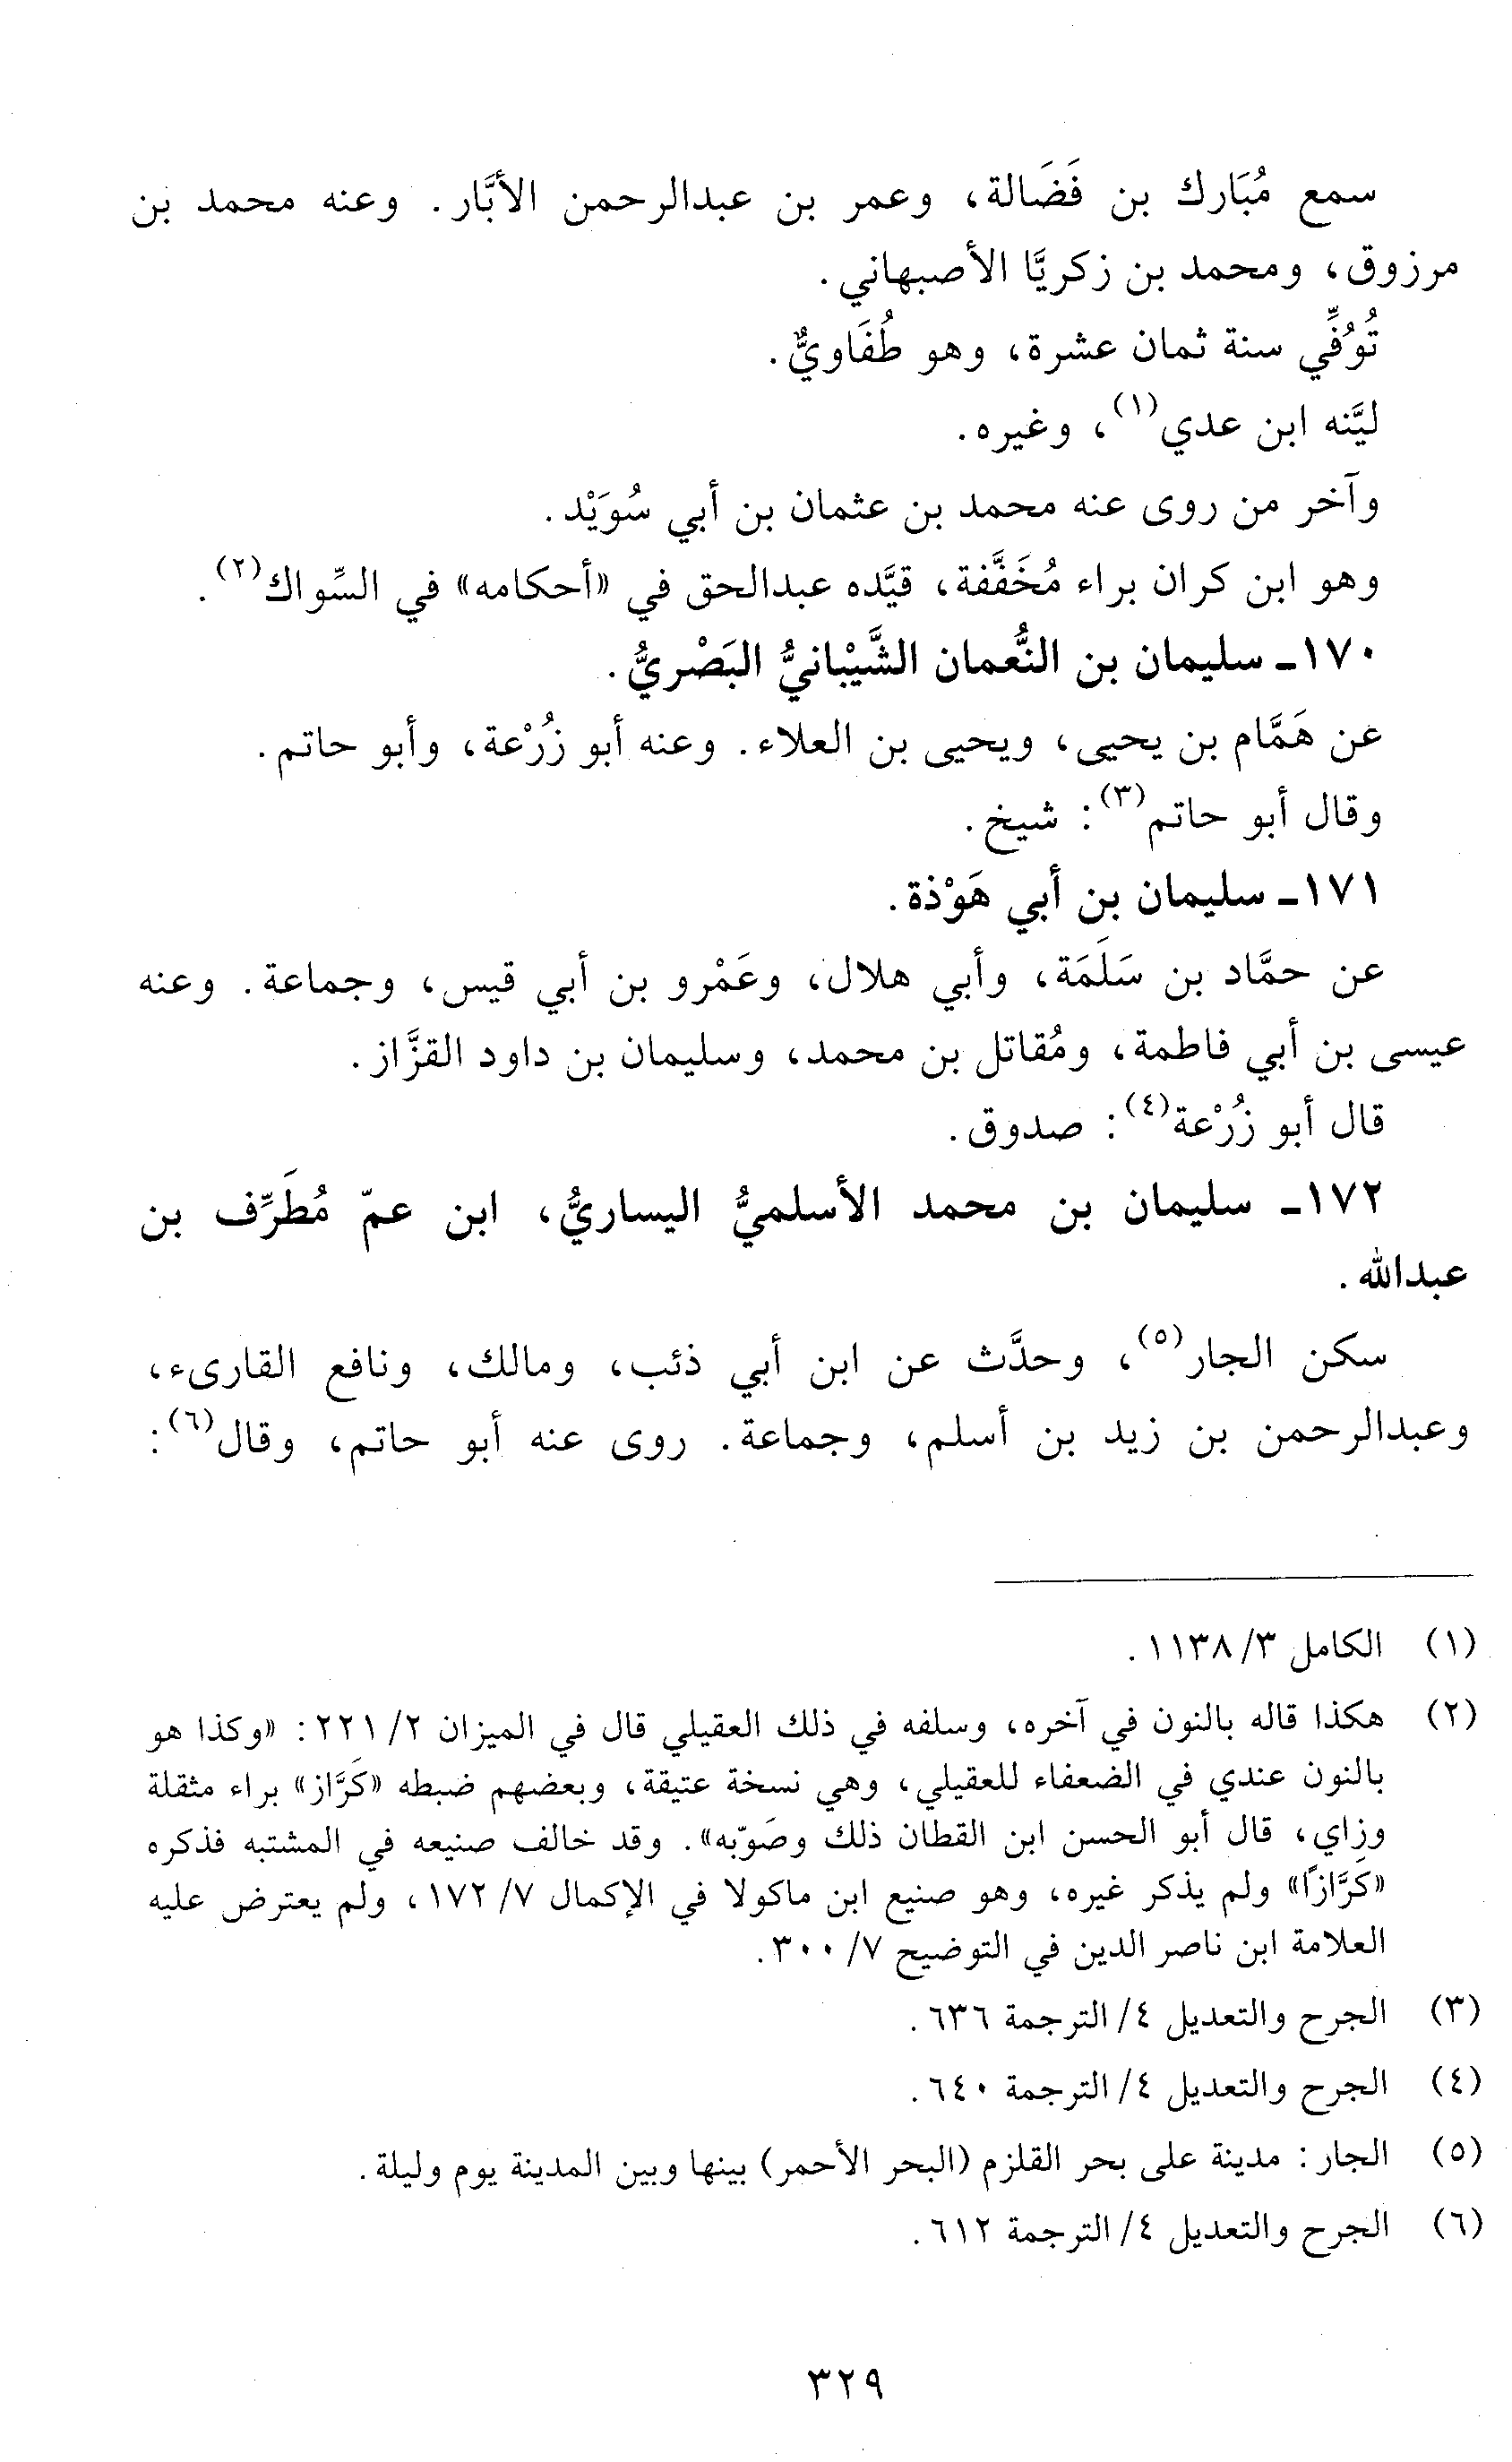 سمع مُبَارك بن فَضَالة، وعمر بن عبدالرحمن الأبَّار. وعنه محمد بن
مرزوق، ومحمد بن زكريَّا الأصبهاني.
تُوُفِّي سنة ثمان عشرة، وهو طُفَاويٌّ.
ليَّنه ابن عدي(١)، وغيره.
وآخر من روى عنه محمد بن عثمان بن أبي سُوَيْد.
وهو ابن كران براء مُخَفَّفة، قيَّده عبدالحق في «أحكامه» في السِّواك(٢).
١٧٠ـ سليمان بن النُّعمان الشَّيْبانيُّ البَصْريُّ.
عن هَمَّام بن يحيى، ويحيى بن العلاء. وعنه أبو زُرْعة، وأبو حاتم.
وقال أبو حاتم(٣): شيخ.
١٧١ـ سليمان بن أبي هَوْذة.
عن حمَّاد بن سَلَمَة، وأبي هلال، وعَمْرو بن أبي قيس، وجماعة. وعنه
عيسى بن أبي فاطمة، ومُقاتل بن محمد، وسليمان بن داود القزَّاز.
قال أبو زُرْعة(٤): صدوق.
١٧٢ـ سليمان بن محمد الأسلميُّ اليساريُّ، ابن عمّ مُطَرِّف بن
عبدالله.
سكن الجار(٥)، وحدَّث عن ابن أبي ذئب، ومالك، ونافع القارىء،
وعبدالرحمن بن زيد بن أسلم، وجماعة. روى عنه أبو حاتم، وقال(٦):
(١) الكامل ٣/ ١١٣٨.
(٢) هكذا قاله بالنون في آخره، وسلفه في ذلك العقيلي قال في الميزان ٢/ ٢٢١: «وكذا هو
بالنون عندي في الضعفاء للعقيلي، وهي نسخة عتيقة، وبعضهم ضبطه «كَرَّاز» براء مثقلة
وزاي، قال أبو الحسن ابن القطان ذلك وصَوّبه». وقد خالف صنيعه في المشتبه فذكره
«كَرَّازًا» ولم يذكر غيره، وهو صنيع ابن ماكولا في الإكمال ٧/ ١٧٢، ولم يعترض عليه
العلامة ابن ناصر الدين في التوضيح ٧/ ٣٠٠.
(٣) الجرح والتعديل ٤/ الترجمة ٦٣٦.
(٤) الجرح والتعديل ٤/ الترجمة ٦٤٠.
(٥) الجار: مدينة على بحر القلزم (البحر الأحمر) بينها وبين المدينة يوم وليلة.
(٦) الجرح والتعديل ٤/ الترجمة ٦١٢.
٣٢٩